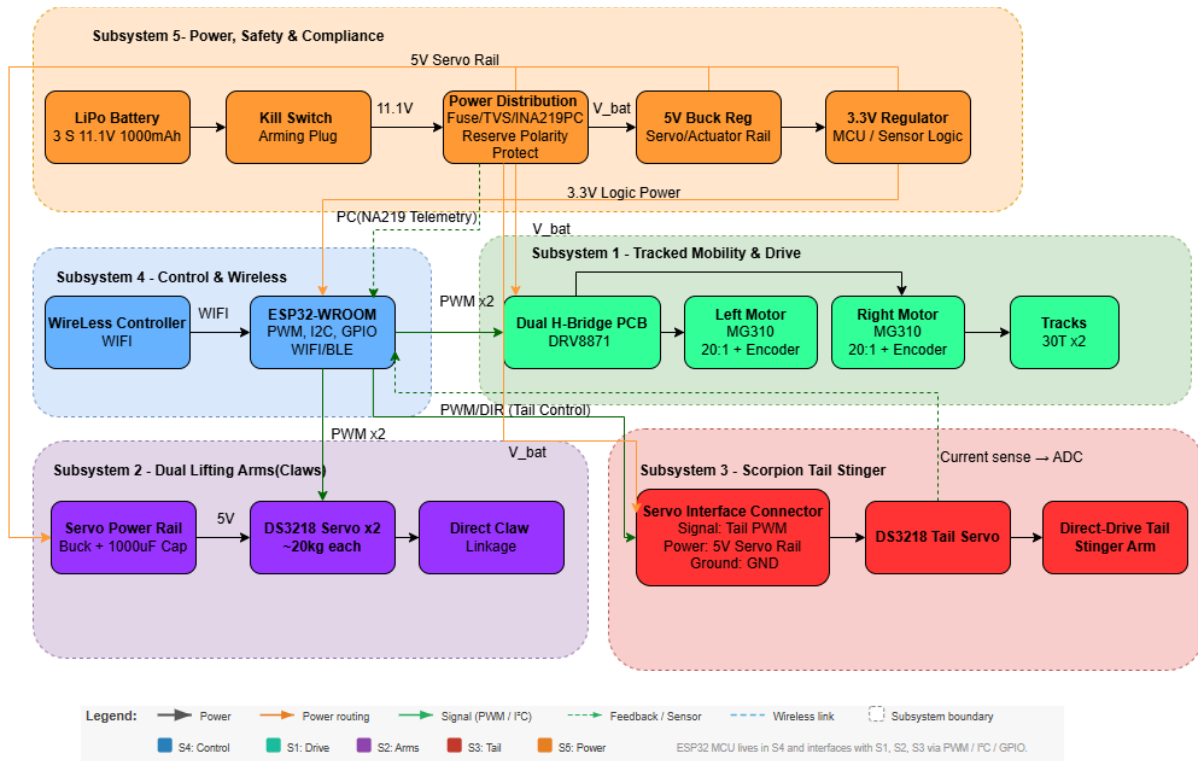 Subsystem 5- Power, Safety & Compliance
5V Servo Rail
LiPo Battery
3 S 11.1V 1000mAh
Kill Switch
Arming Plug
11.1V
Power Distribution
Fuse/TVS/INA219PC
Reserve Polarity
Protect
V_bat
5V Buck Reg
Servo/Actuator Rail
3.3V Regulator
MCU / Sensor Logic
3.3V Logic Power
PC(NA219 Telemetry)
V_bat
Subsystem 4 - Control & Wireless
WireLess Controller
WIFI
WIFI
ESP32-WROOM
PWM, I2C, GPIO
WIFI/BLE
PWM x2
Subsystem 1 - Tracked Mobility & Drive
Dual H-Bridge PCB
DRV8871
Left Motor
MG310
20:1 + Encoder
Right Motor
MG310
20:1 + Encoder
Tracks
30T x2
PWM/DIR (Tail Control)
PWM x2
V_bat
Subsystem 2 - Dual Lifting Arms(Claws)
Servo Power Rail
Buck + 1000uF Cap
5V
DS3218 Servo x2
~20kg each
Direct Claw
Linkage
Subsystem 3 - Scorpion Tail Stinger
Current sense → ADC
Servo Interface Connector
Signal: Tail PWM
Power: 5V Servo Rail
Ground: GND
DS3218 Tail Servo
Direct-Drive Tail
Stinger Arm
Legend: Power Power routing Signal (PWM / I²C) Feedback / Sensor Wireless link Subsystem boundary
S4: Control S1: Drive S2: Arms S3: Tail S5: Power ESP32 MCU lives in S4 and interfaces with S1, S2, S3 via PWM / I²C / GPIO.